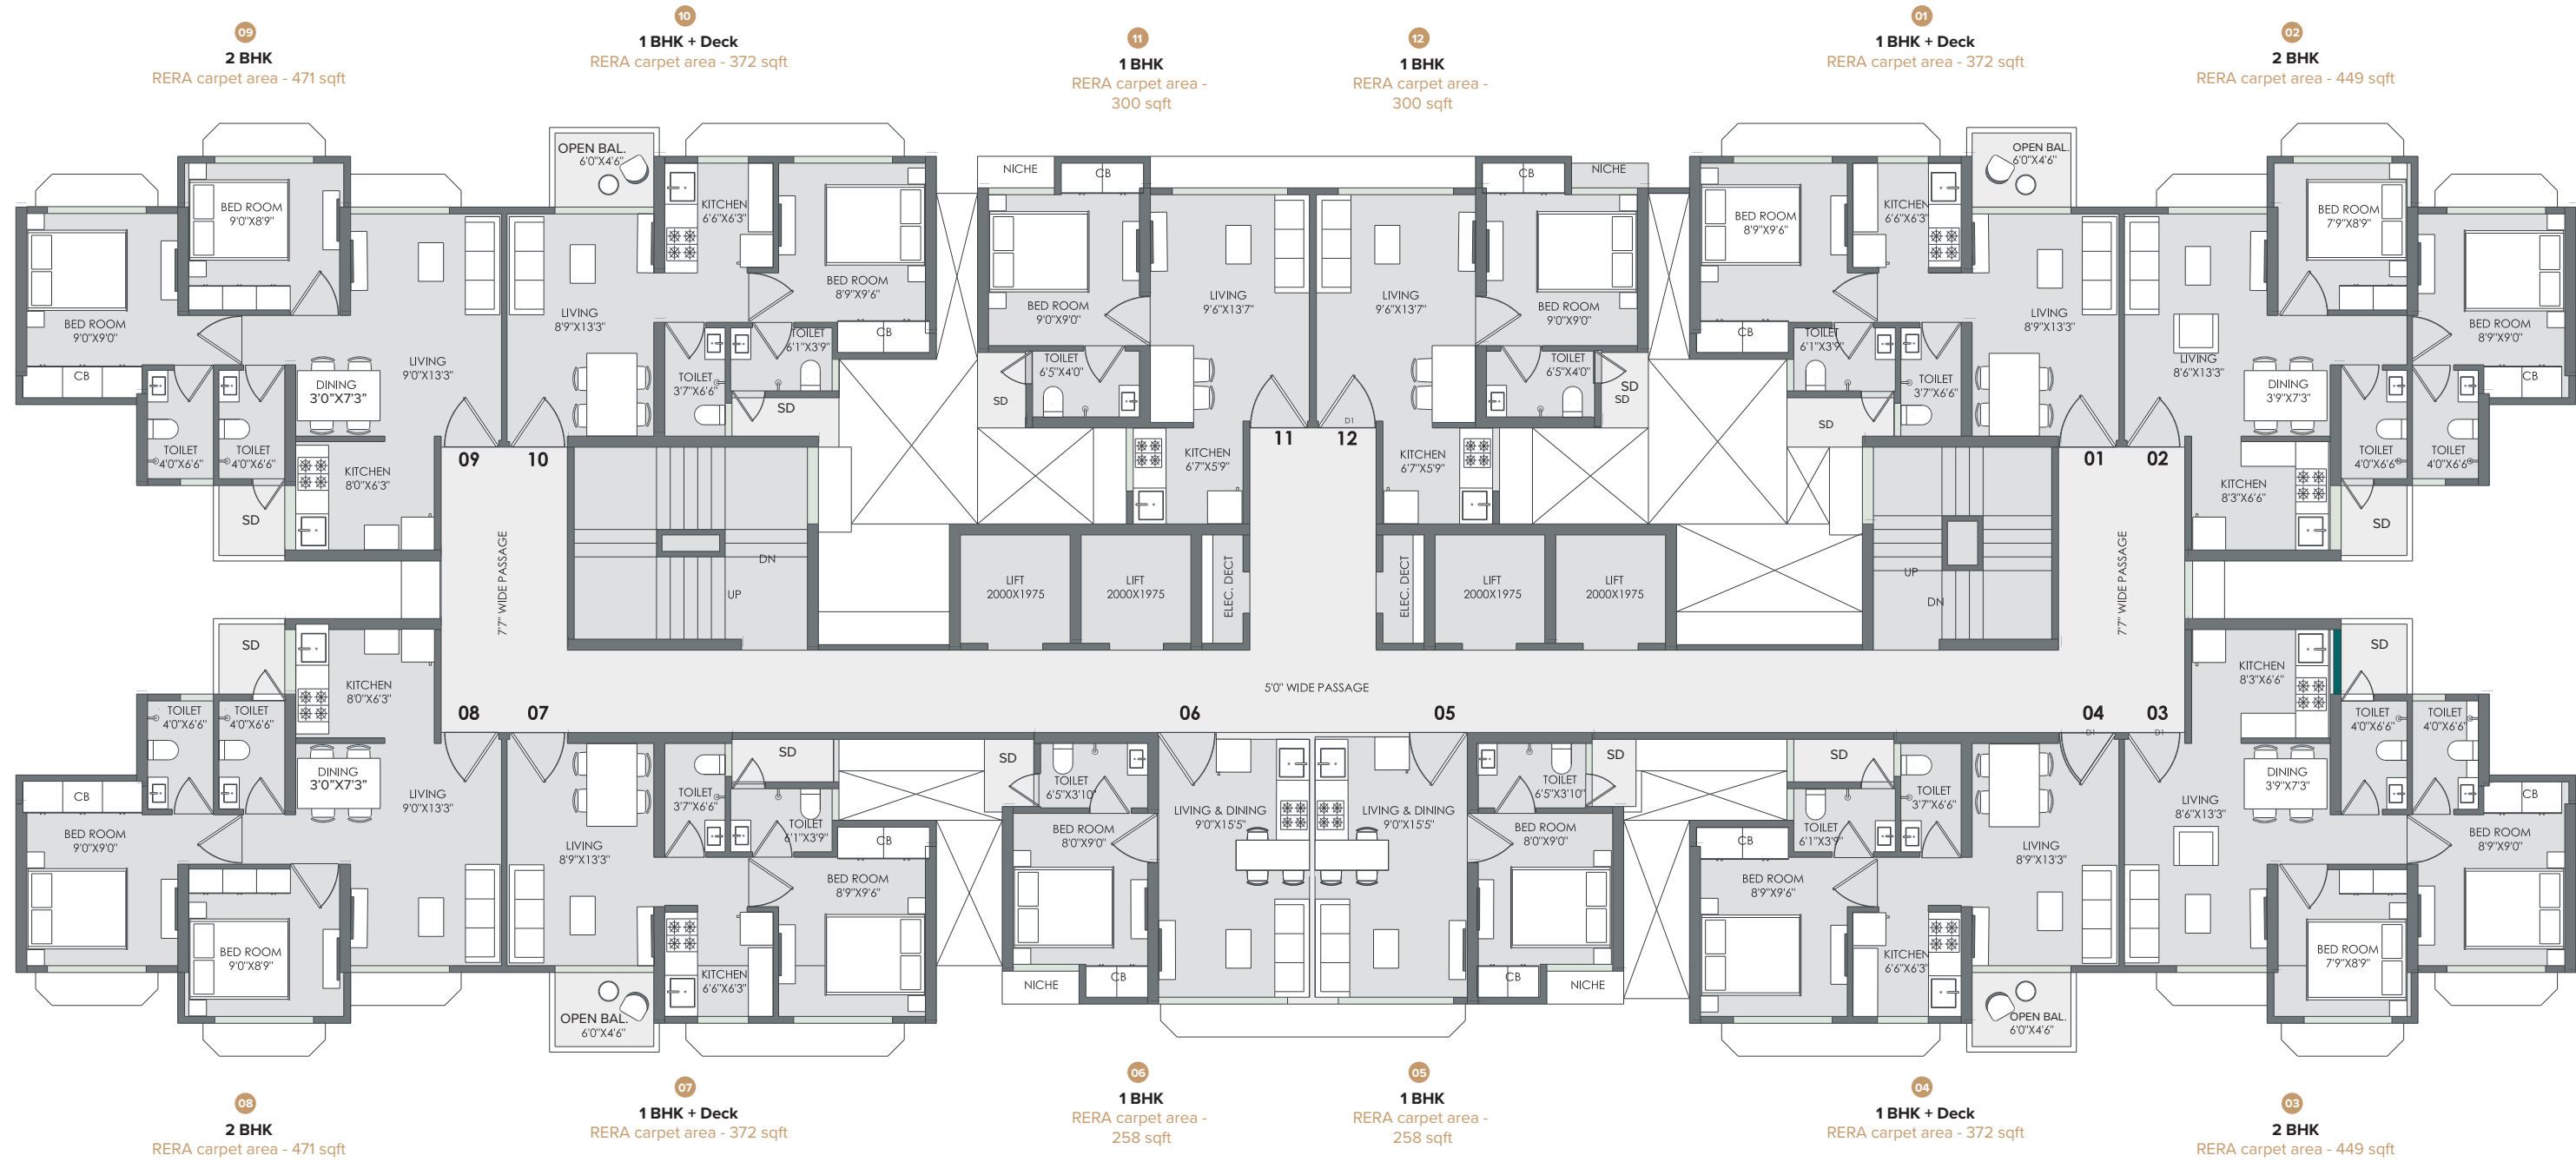 09
2 BHK
RERA carpet area - 471 sqft
10
1 BHK + Deck
RERA carpet area - 372 sqft
11
1 BHK
RERA carpet area -
300 sqft
12
1 BHK
RERA carpet area -
300 sqft
01
1 BHK + Deck
RERA carpet area - 372 sqft
02
2 BHK
RERA carpet area - 449 sqft
BED ROOM
9'0"X9'0"
CB
BED ROOM
9'0"X8'9"
LIVING
9'0"X13'3"
DINING
3'0"X7'3"
TOILET
4'0"X6'6"
TOILET
4'0"X6'6"
KITCHEN
8'0"X6'3"
SD
09
OPEN BAL.
6'0"X4'6"
LIVING
8'9"X13'3"
KITCHEN
6'6"X6'3"
BED ROOM
8'9"X9'6"
CB
TOILET
3'7"X6'6"
TOILET
6'1"X3'9"
SD
10
NICHE
CB
BED ROOM
9'0"X9'0"
LIVING
9'6"X13'7"
TOILET
6'5"X4'0"
SD
KITCHEN
6'7"X5'9"
11
CB
NICHE
LIVING
9'6"X13'7"
BED ROOM
9'0"X9'0"
TOILET
6'5"X4'0"
SD
SD
KITCHEN
6'7"X5'9"
D1
12
BED ROOM
8'9"X9'6"
CB
KITCHEN
6'6"X6'3"
OPEN BAL.
6'0"X4'6"
LIVING
8'9"X13'3"
TOILET
6'1"X3'9"
TOILET
3'7"X6'6"
SD
01
LIVING
8'6"X13'3"
BED ROOM
7'9"X8'9"
BED ROOM
8'9"X9'0"
CB
DINING
3'9"X7'3"
TOILET
4'0"X6'6"
TOILET
4'0"X6'6"
KITCHEN
8'3"X6'6"
SD
02
7'7" WIDE PASSAGE
DN
UP
LIFT
2000X1975
LIFT
2000X1975
ELEC. DECT
ELEC. DECT
LIFT
2000X1975
LIFT
2000X1975
UP
DN
7'7" WIDE PASSAGE
5'0" WIDE PASSAGE
08
SD
KITCHEN
8'0"X6'3"
TOILET
4'0"X6'6"
TOILET
4'0"X6'6"
DINING
3'0"X7'3"
LIVING
9'0"X13'3"
CB
BED ROOM
9'0"X9'0"
BED ROOM
9'0"X8'9"
07
SD
TOILET
3'7"X6'6"
TOILET
6'1"X3'9"
CB
LIVING
8'9"X13'3"
BED ROOM
8'9"X9'6"
KITCHEN
6'6"X6'3"
OPEN BAL.
6'0"X4'6"
06
SD
TOILET
6'5"X3'10"
BED ROOM
8'0"X9'0"
LIVING & DINING
9'0"X15'5"
CB
NICHE
05
SD
TOILET
6'5"X3'10"
LIVING & DINING
9'0"X15'5"
BED ROOM
8'0"X9'0"
CB
NICHE
04
D1
SD
TOILET
6'1"X3'9"
TOILET
3'7"X6'6"
CB
BED ROOM
8'9"X9'6"
LIVING
8'9"X13'3"
KITCHEN
6'6"X6'3"
OPEN BAL.
6'0"X4'6"
03
D1
KITCHEN
8'3"X6'6"
SD
TOILET
4'0"X6'6"
TOILET
4'0"X6'6"
DINING
3'9"X7'3"
LIVING
8'6"X13'3"
CB
BED ROOM
8'9"X9'0"
BED ROOM
7'9"X8'9"
08
2 BHK
RERA carpet area - 471 sqft
07
1 BHK + Deck
RERA carpet area - 372 sqft
06
1 BHK
RERA carpet area -
258 sqft
05
1 BHK
RERA carpet area -
258 sqft
04
1 BHK + Deck
RERA carpet area - 372 sqft
03
2 BHK
RERA carpet area - 449 sqft